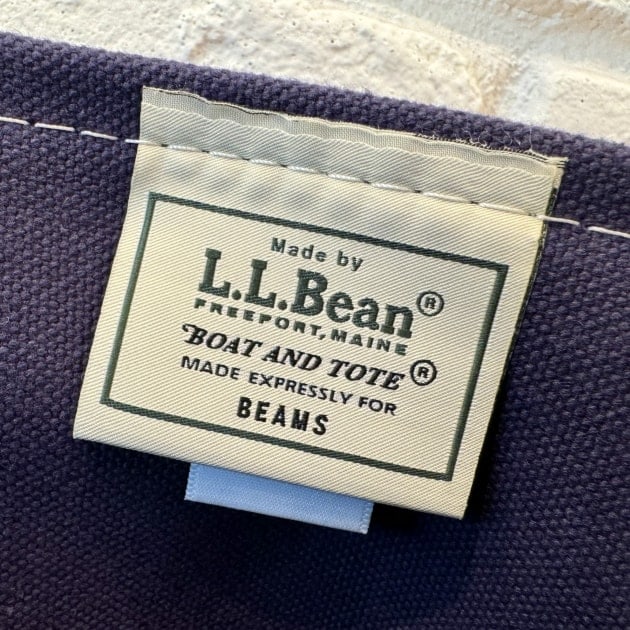 Made by
L.L.Bean®
FREEPORT, MAINE
BOAT AND TOTE®
MADE EXPRESSLY FOR
BEAMS